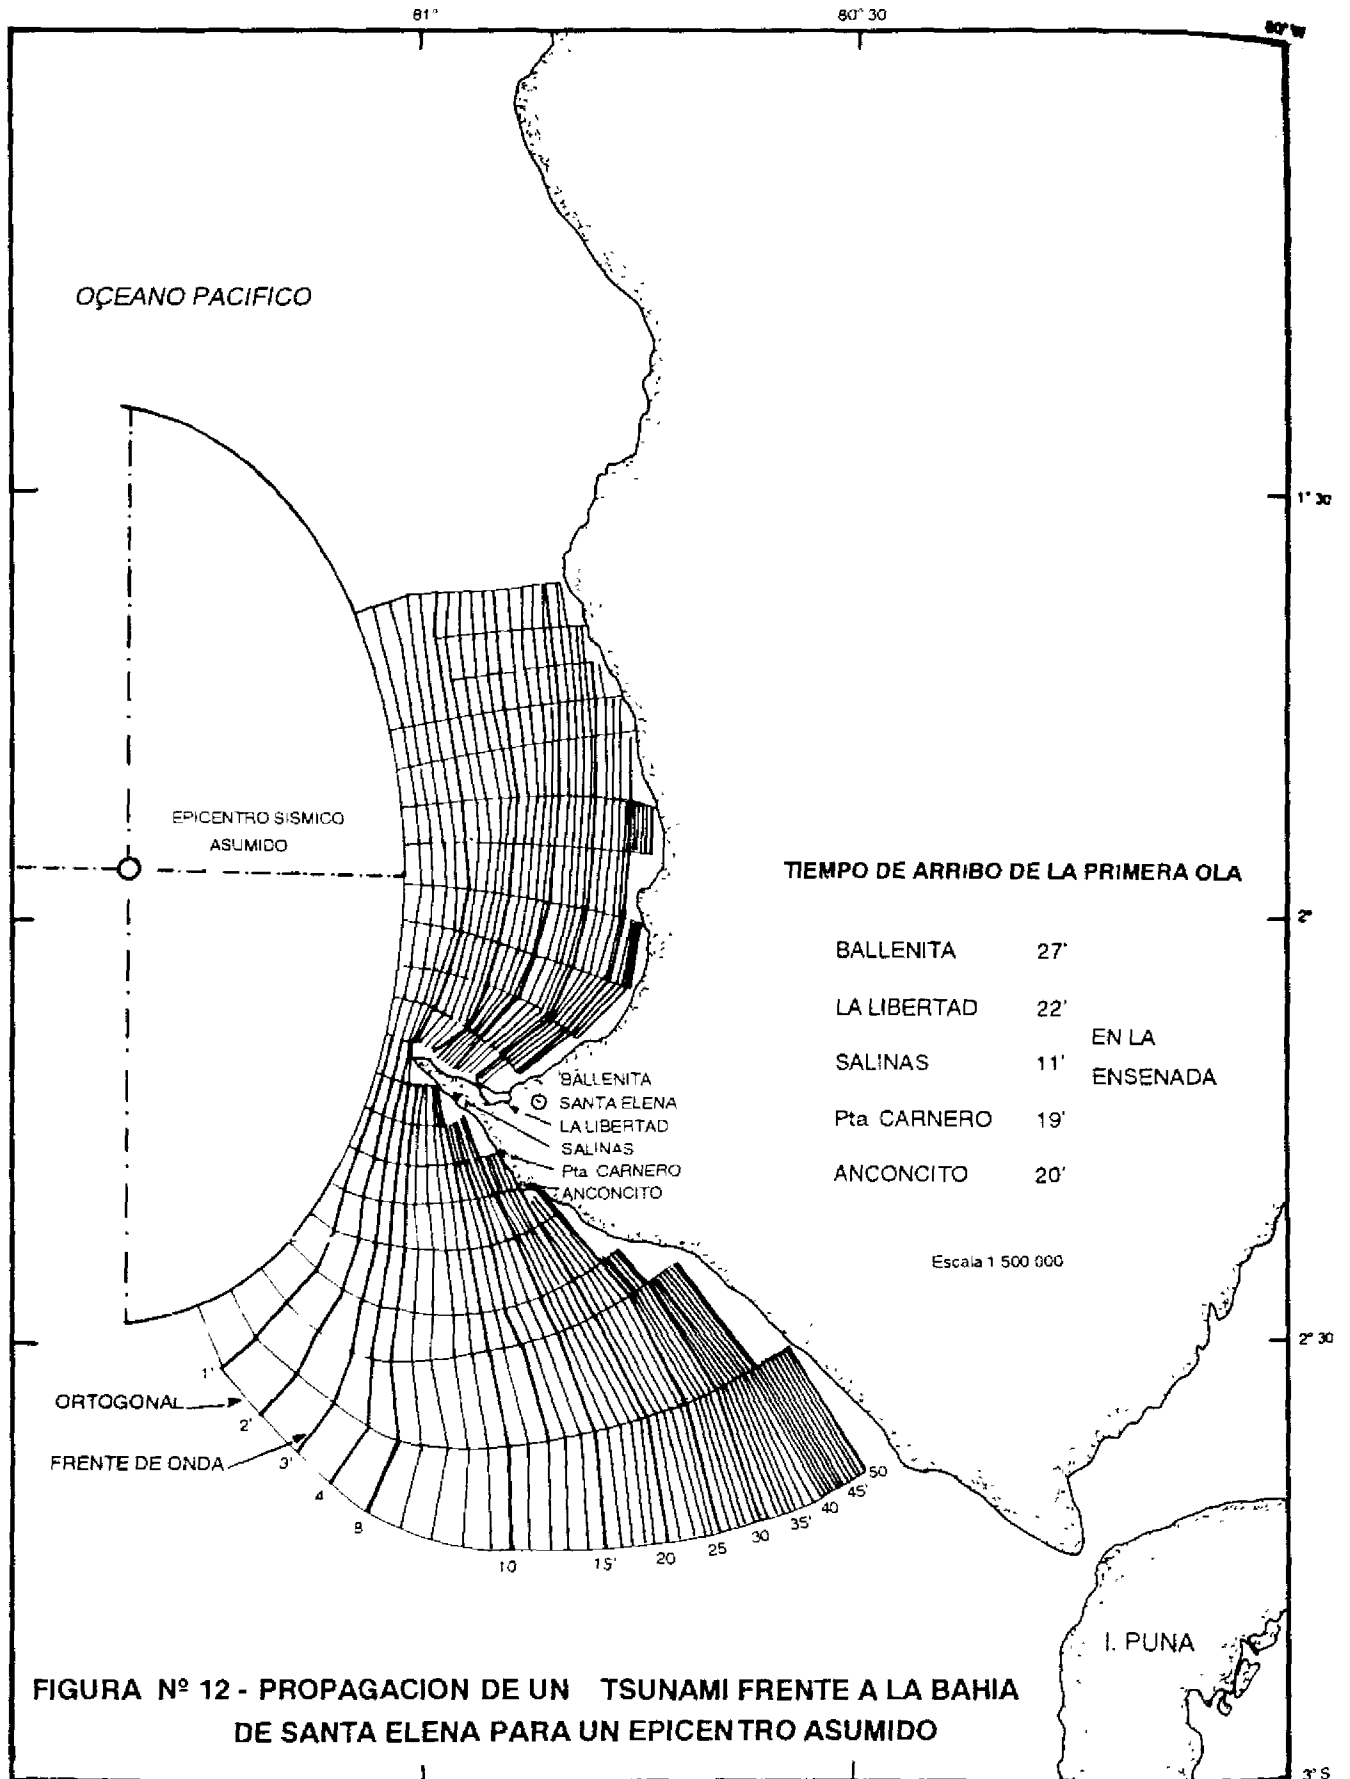 81°
80° 30
80° W
OCEANO PACIFICO
1° 30
EPICENTRO SISMICO
ASUMIDO
TIEMPO DE ARRIBO DE LA PRIMERA OLA
2°
BALLENITA 27'
LA LIBERTAD 22'
EN LA
SALINAS 11'
ENSENADA
Pta CARNERO 19'
ANCONCITO 20'
BALLENITA
SANTA ELENA
LA LIBERTAD
SALINAS
Pta CARNERO
ANCONCITO
Escala 1 500 000
2° 30
1'
ORTOGONAL
2'
3'
FRENTE DE ONDA
4
8
10
15'
20
25
30
35'
40
45'
50
I. PUNA
FIGURA Nº 12 - PROPAGACION DE UN TSUNAMI FRENTE A LA BAHIA
DE SANTA ELENA PARA UN EPICENTRO ASUMIDO
3° S